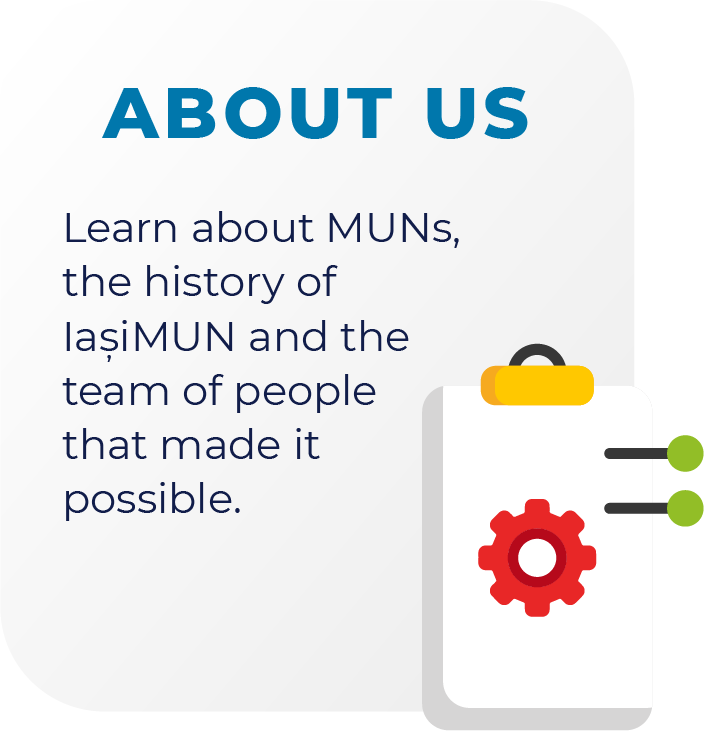 ABOUT US
Learn about MUNs,
the history of
IașiMUN and the
team of people
that made it
possible.